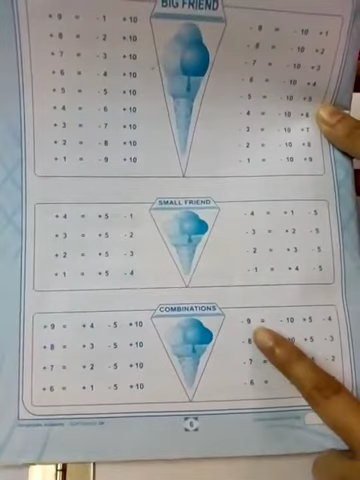 BIG FRIEND
+ 9 = - 1 + 10
+ 8 = - 2 + 10
+ 7 = - 3 + 10
+ 6 = - 4 + 10
+ 5 = - 5 + 10
+ 4 = - 6 + 10
+ 3 = - 7 + 10
+ 2 = - 8 + 10
+ 1 = - 9 + 10
- 9 = - 10 + 1
- 8 = - 10 + 2
- 7 = - 10 + 3
- 6 = - 10 + 4
- 5 = - 10 + 5
- 4 = - 10 + 6
- 3 = - 10 + 7
- 2 = - 10 + 8
- 1 = - 10 + 9
SMALL FRIEND
+ 4 = + 5 - 1
+ 3 = + 5 - 2
+ 2 = + 5 - 3
+ 1 = + 5 - 4
- 4 = + 1 - 5
- 3 = + 2 - 5
- 2 = + 3 - 5
- 1 = + 4 - 5
COMBINATIONS
+ 9 = + 4 - 5 + 10
+ 8 = + 3 - 5 + 10
+ 7 = + 2 - 5 + 10
+ 6 = + 1 - 5 + 10
- 9 = - 10 + 5 - 4
- 8 + 5 - 3
- 7 = - 2
- 6 =
6